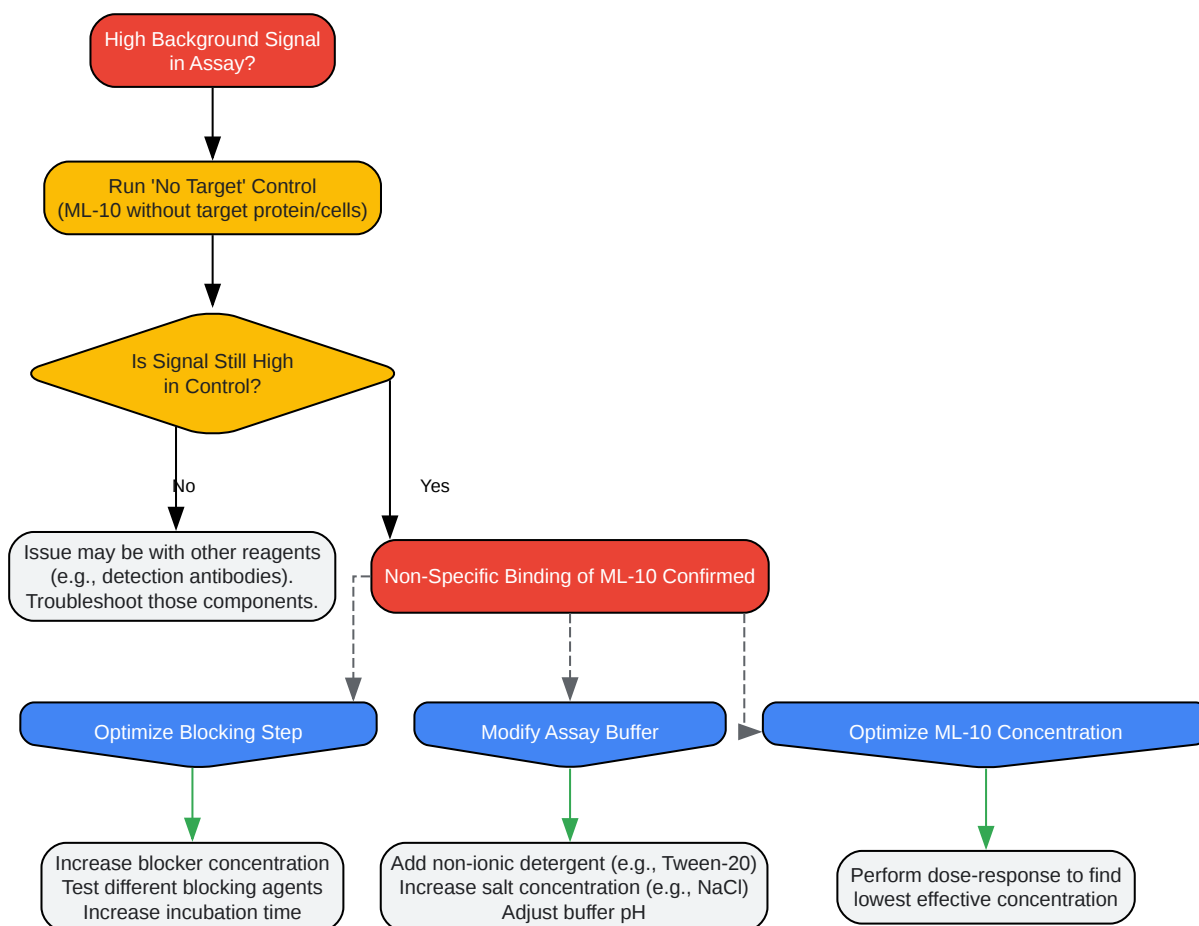 High Background Signal
in Assay?
Run 'No Target' Control
(ML-10 without target protein/cells)
Is Signal Still High
in Control?
No
Yes
Issue may be with other reagents
(e.g., detection antibodies).
Troubleshoot those components.
Non-Specific Binding of ML-10 Confirmed
Optimize Blocking Step
Modify Assay Buffer
Optimize ML-10 Concentration
Increase blocker concentration
Test different blocking agents
Increase incubation time
Add non-ionic detergent (e.g., Tween-20)
Increase salt concentration (e.g., NaCl)
Adjust buffer pH
Perform dose-response to find
lowest effective concentration